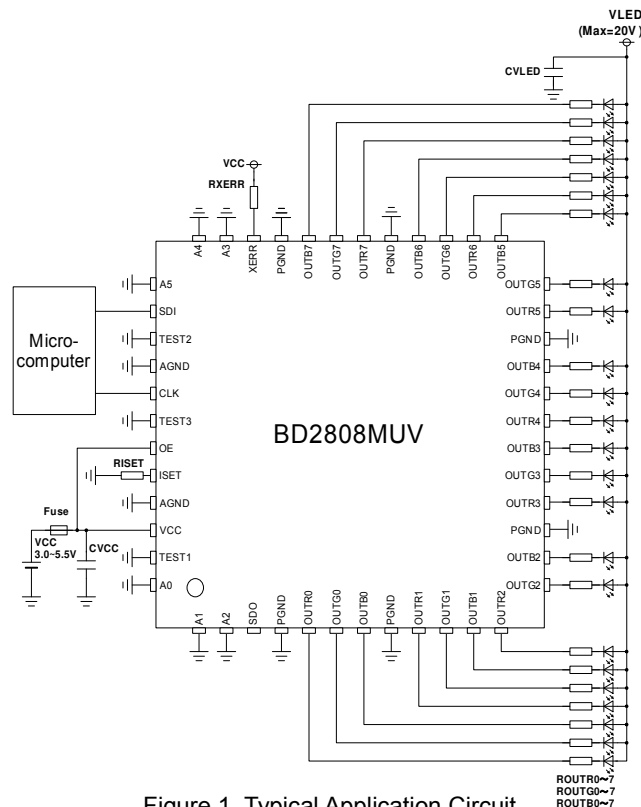 VLED
(Max=20V)
CVLED
VCC
RXERR
A4
A3
XERR
PGND
OUTB7
OUTG7
OUTR7
PGND
OUTB6
OUTG6
OUTR6
OUTB5
A5
SDI
TEST2
AGND
CLK
TEST3
OE
ISET
AGND
VCC
TEST1
A0
Micro-
computer
RISET
Fuse
VCC
3.0~5.5V
CVCC
BD2808MUV
OUTG5
OUTR5
PGND
OUTB4
OUTG4
OUTR4
OUTB3
OUTG3
OUTR3
PGND
OUTB2
OUTG2
A1
A2
SDO
PGND
OUTR0
OUTG0
OUTB0
PGND
OUTR1
OUTG1
OUTB1
OUTR2
ROUTR0~7
ROUTG0~7
ROUTB0~7
Figure 1. Typical Application Circuit